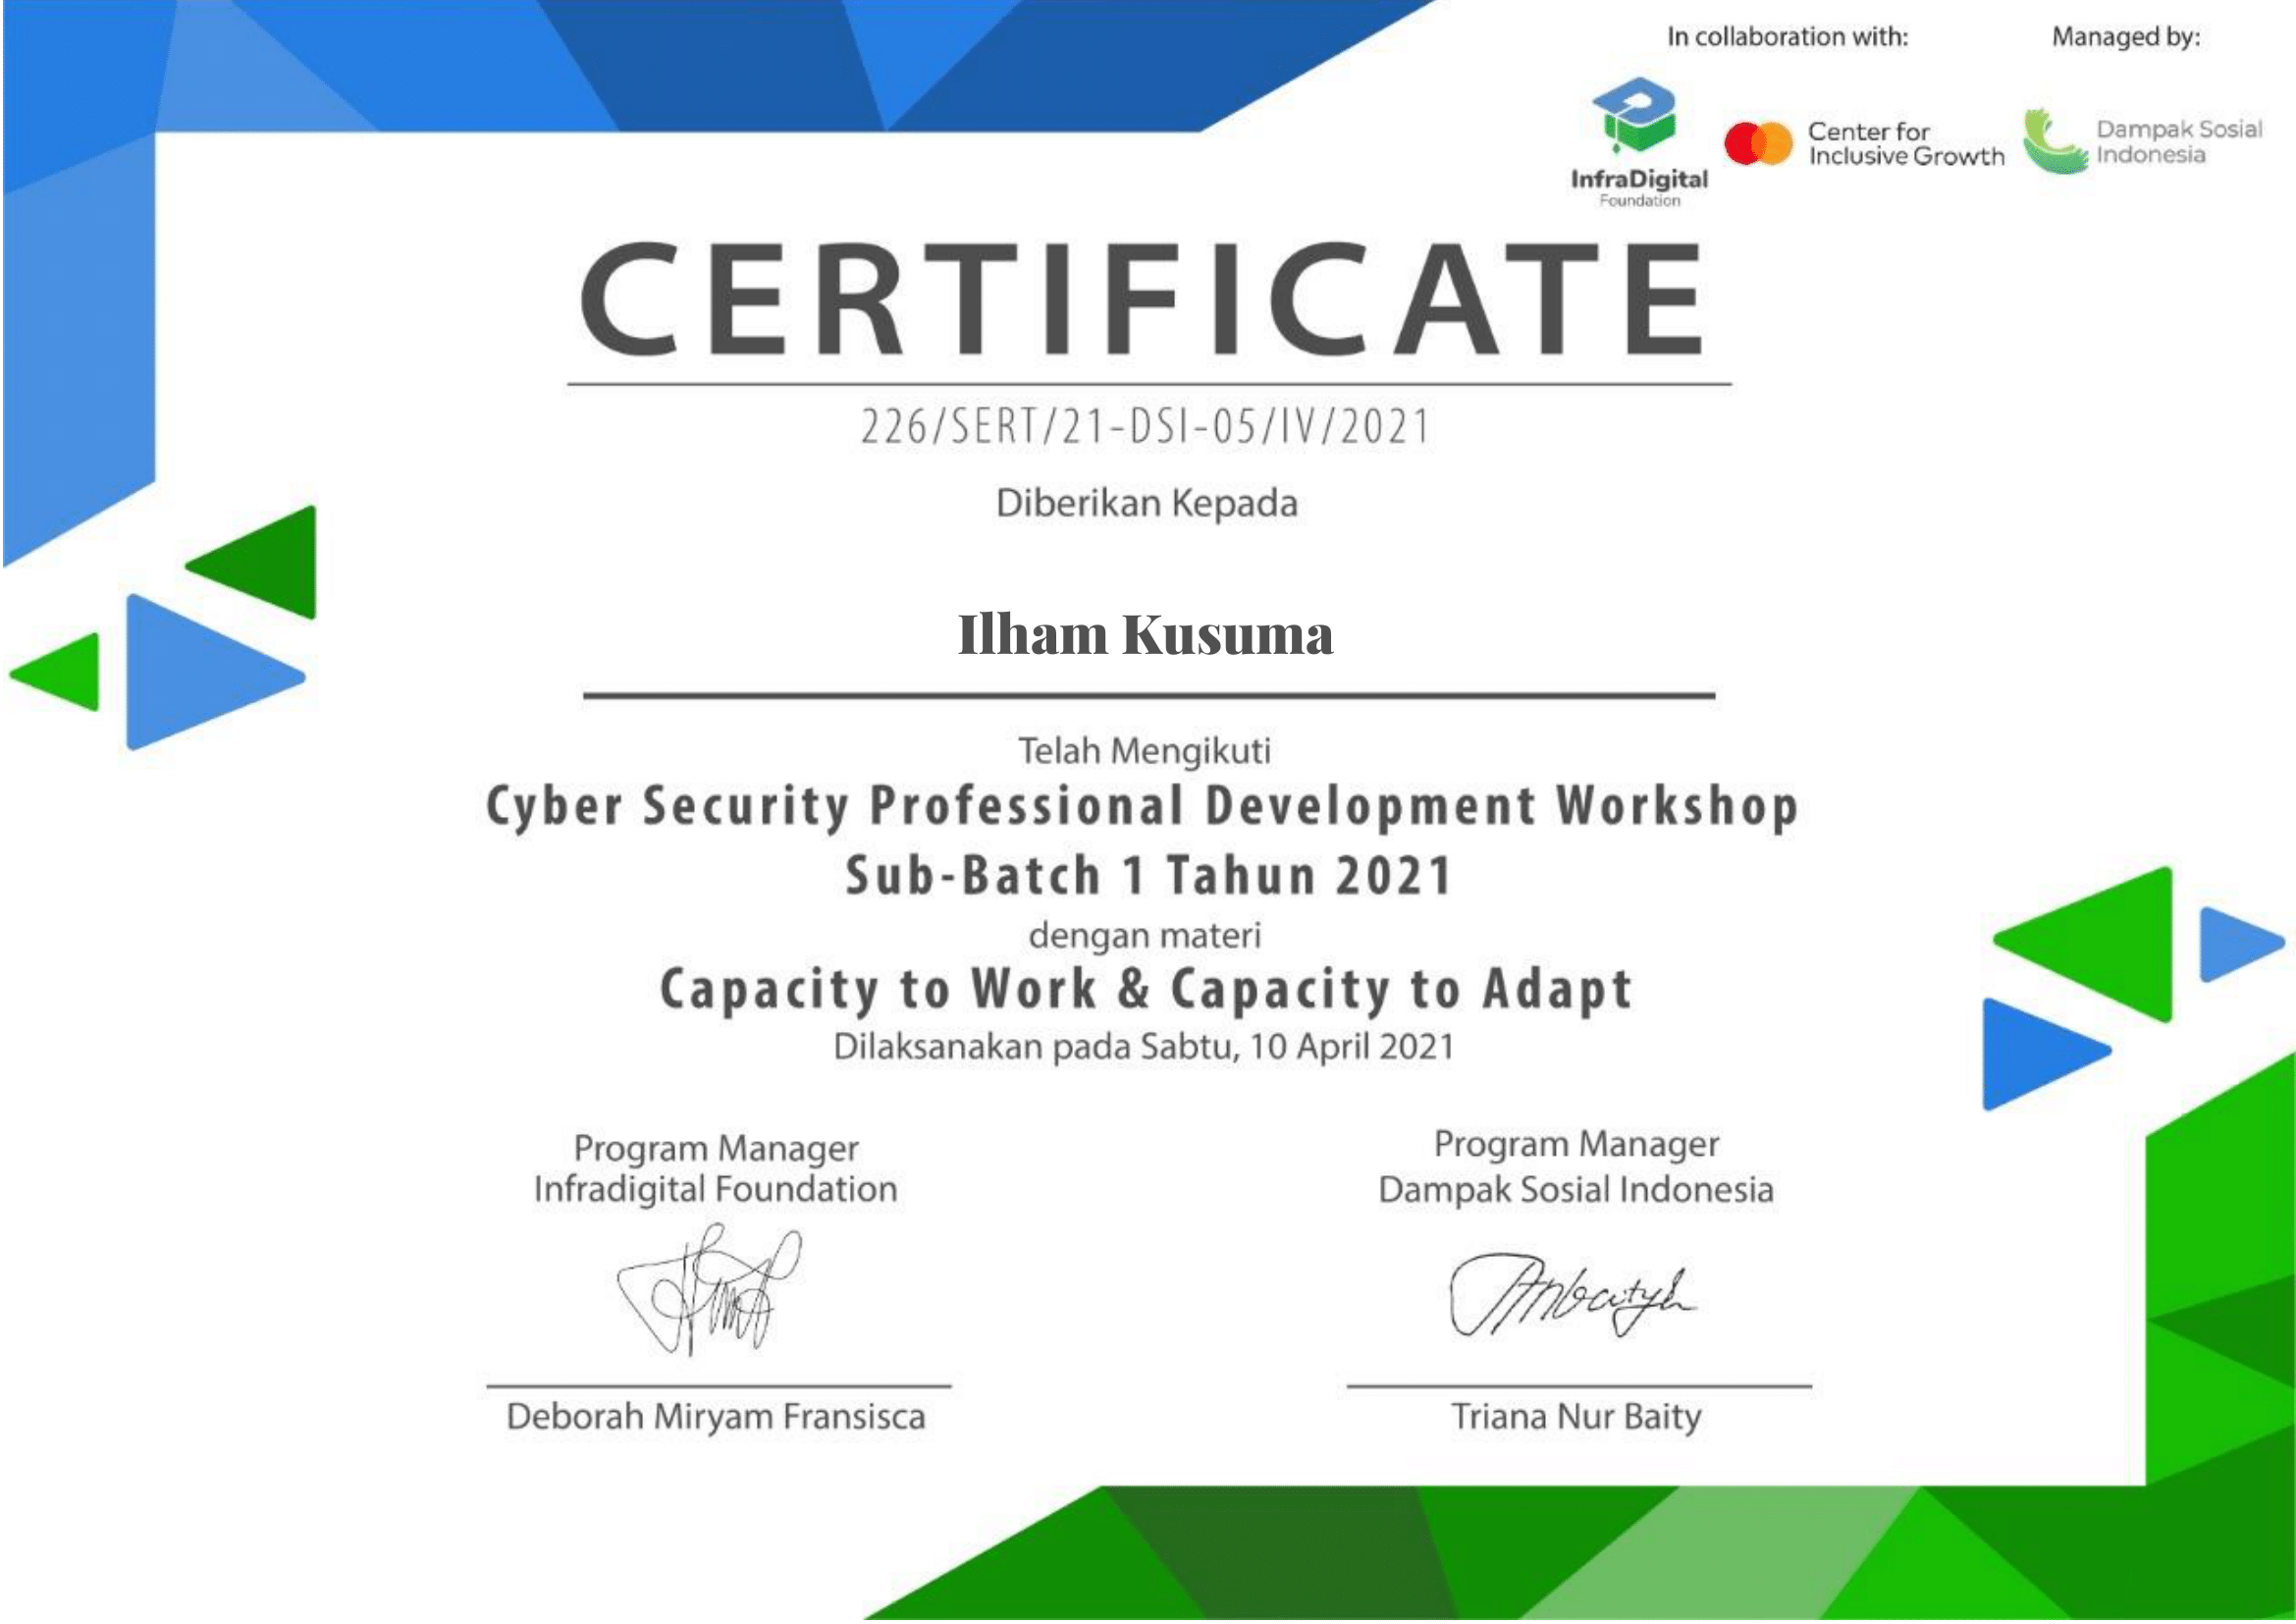 In collaboration with:
Managed by:
InfraDigital
Foundation
Center for
Inclusive Growth
Dampak Sosial
Indonesia
CERTIFICATE
226/SERT/21-DSI-05/IV/2021
Diberikan Kepada
Ilham Kusuma
Telah Mengikuti
Cyber Security Professional Development Workshop
Sub-Batch 1 Tahun 2021
dengan materi
Capacity to Work & Capacity to Adapt
Dilaksanakan pada Sabtu, 10 April 2021
Program Manager
Infradigital Foundation
Deborah Miryam Fransisca
Program Manager
Dampak Sosial Indonesia
Triana Nur Baity